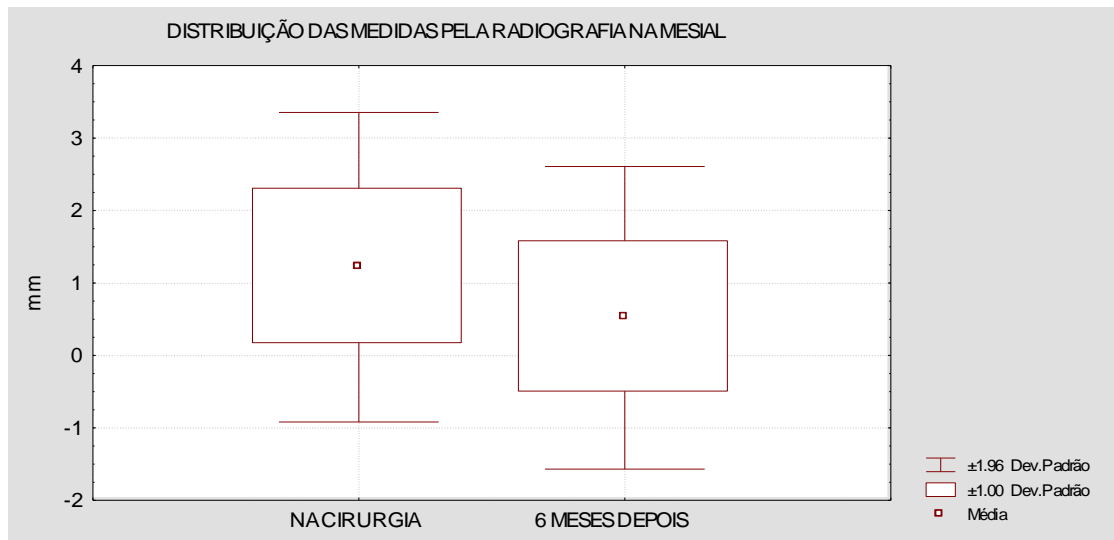 DISTRIBUIÇÃO DAS MEDIDAS PELA RADIOGRAFIA NA MESIAL
4
3
2
1
0
-1
-2
mm
NA CIRURGIA
6 MESES DEPOIS
±1.96 Dev.Padrão
±1.00 Dev.Padrão
Média